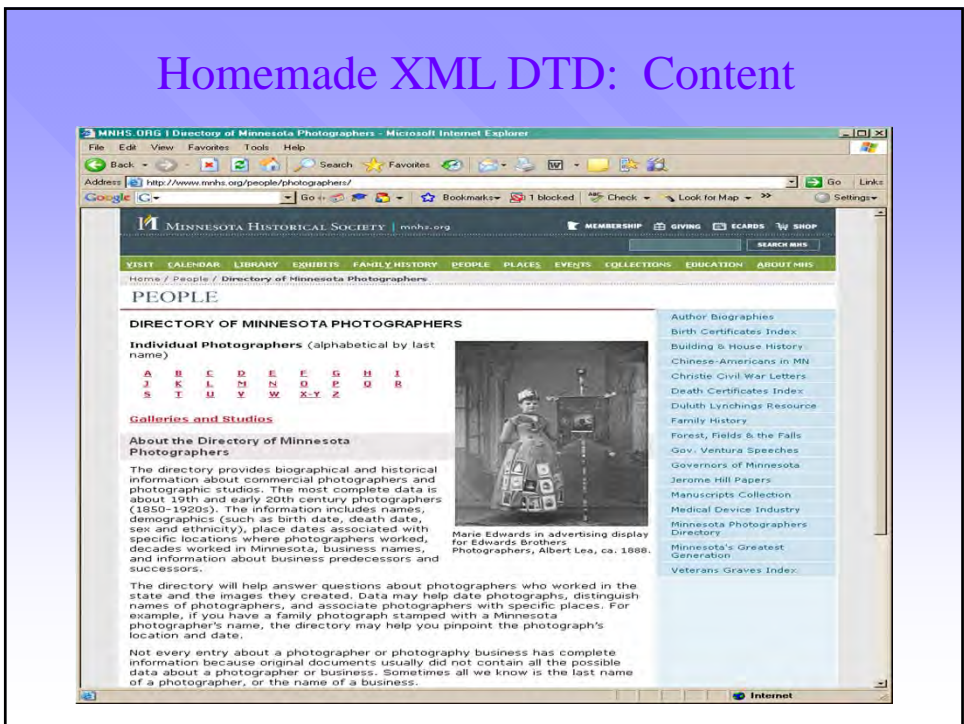 Homemade XML DTD: Content
MNHS.ORG | Directory of Minnesota Photographers - Microsoft Internet Explorer
File Edit View Favorites Tools Help
Back Search Favorites
Address http://www.mnhs.org/people/photographers/ Go Links
Google Go Bookmarks 1 blocked Check Look for Map Settings
MINNESOTA HISTORICAL SOCIETY | mnhs.org MEMBERSHIP GIVING ECARDS SHOP
SEARCH MHS
VISIT CALENDAR LIBRARY EXHIBITS FAMILY HISTORY PEOPLE PLACES EVENTS COLLECTIONS EDUCATION ABOUT MHS
Home / People / Directory of Minnesota Photographers
PEOPLE
DIRECTORY OF MINNESOTA PHOTOGRAPHERS
Individual Photographers (alphabetical by last
name)
A B C D E F G H I
J K L M N O P Q R
S T U V W X-Y Z
Galleries and Studios
About the Directory of Minnesota
Photographers
The directory provides biographical and historical
information about commercial photographers and
photographic studios. The most complete data is
about 19th and early 20th century photographers
(1850-1920s). The information includes names,
demographics (such as birth date, death date,
sex and ethnicity), place dates associated with
specific locations where photographers worked,
decades worked in Minnesota, business names,
and information about business predecessors and
successors.
Marie Edwards in advertising display
for Edwards Brothers
Photographers, Albert Lea, ca. 1888.
The directory will help answer questions about photographers who worked in the
state and the images they created. Data may help date photographs, distinguish
names of photographers, and associate photographers with specific places. For
example, if you have a family photograph stamped with a Minnesota
photographer's name, the directory may help you pinpoint the photograph's
location and date.
Not every entry about a photographer or photography business has complete
information because original documents usually did not contain all the possible
data about a photographer or business. Sometimes all we know is the last name
of a photographer, or the name of a business.
Author Biographies
Birth Certificates Index
Building & House History
Chinese-Americans in MN
Christie Civil War Letters
Death Certificates Index
Duluth Lynchings Resource
Family History
Forest, Fields & the Falls
Gov. Ventura Speeches
Governors of Minnesota
Jerome Hill Papers
Manuscripts Collection
Medical Device Industry
Minnesota Photographers
Directory
Minnesota's Greatest
Generation
Veterans Graves Index
Internet